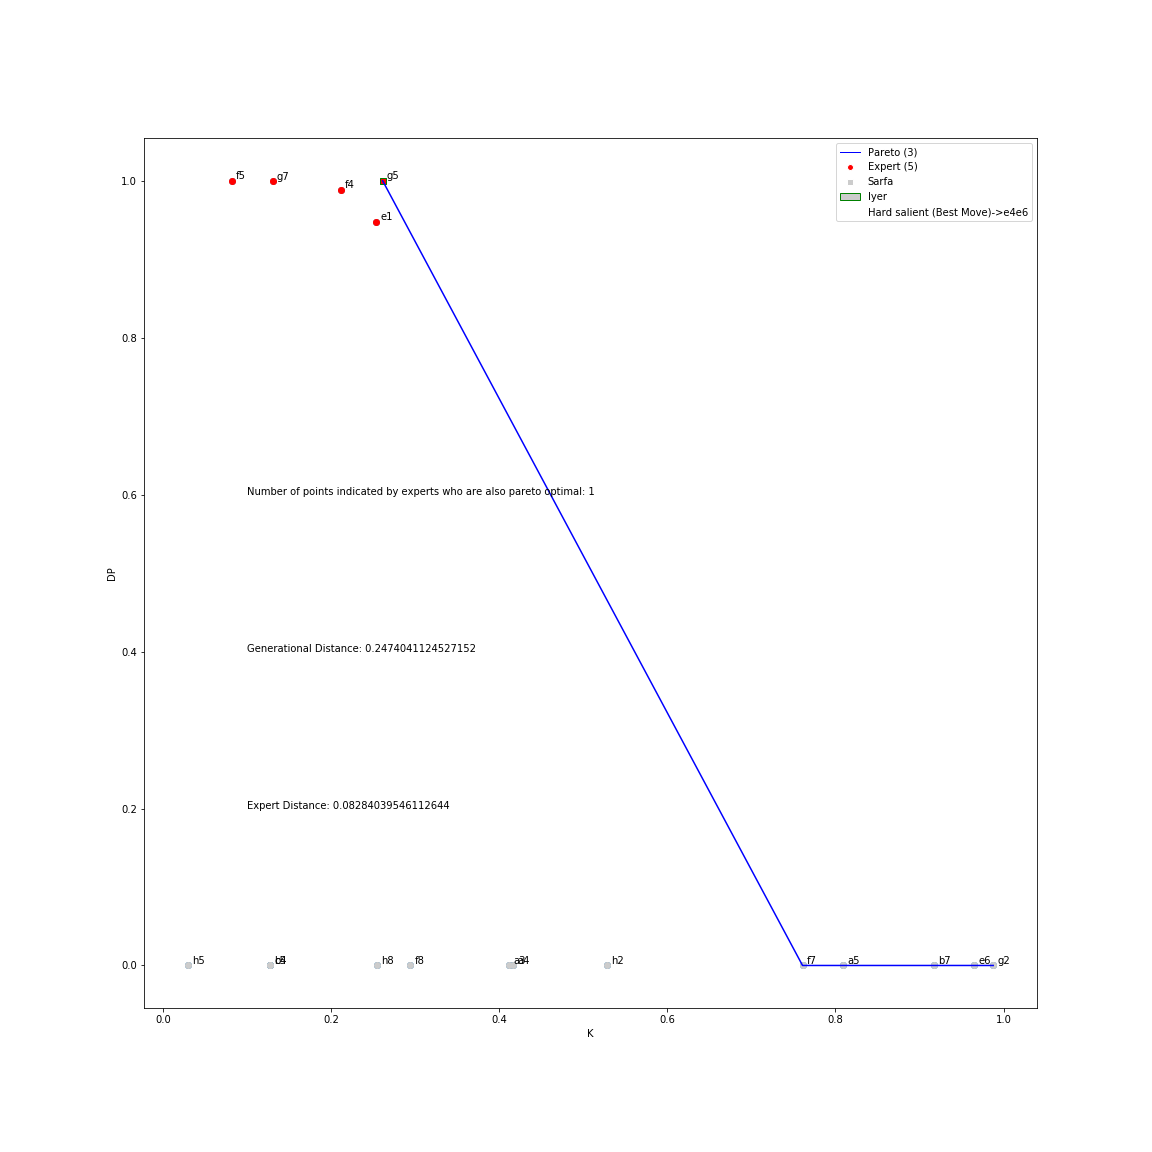 Pareto (3)
Expert (5)
Sarfa
Iyer
Hard salient (Best Move)->e4e6
f5
g7
f4
g5
e1
Number of points indicated by experts who are also pareto optimal: 1
Generational Distance: 0.2474041124527152
Expert Distance: 0.08284039546112644
h5
h8
f8
h2
f7
a5
b7
e6
g2
1.0
0.8
0.6
0.4
0.2
0.0
DP
0.0
0.2
0.4
0.6
0.8
1.0
K